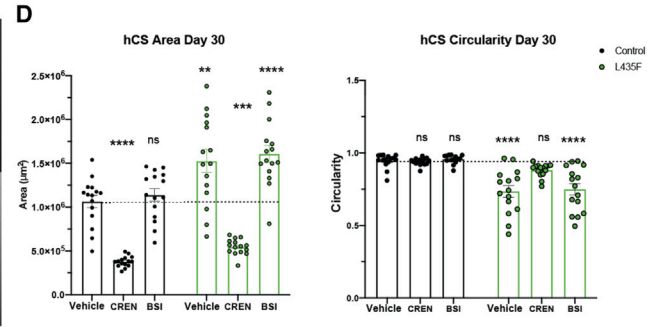 D
hCS Area Day 30
hCS Circularity Day 30
Control
L435F
Area (μm²)
2.5×10⁶
2.0×10⁶
1.5×10⁶
1.0×10⁶
5.0×10⁵
0.0
**** ns ** *** ****
Vehicle CREN BSI Vehicle CREN BSI
Circularity
1.5
1.0
0.5
0.0
ns ns **** ns ****
Vehicle CREN BSI Vehicle CREN BSI